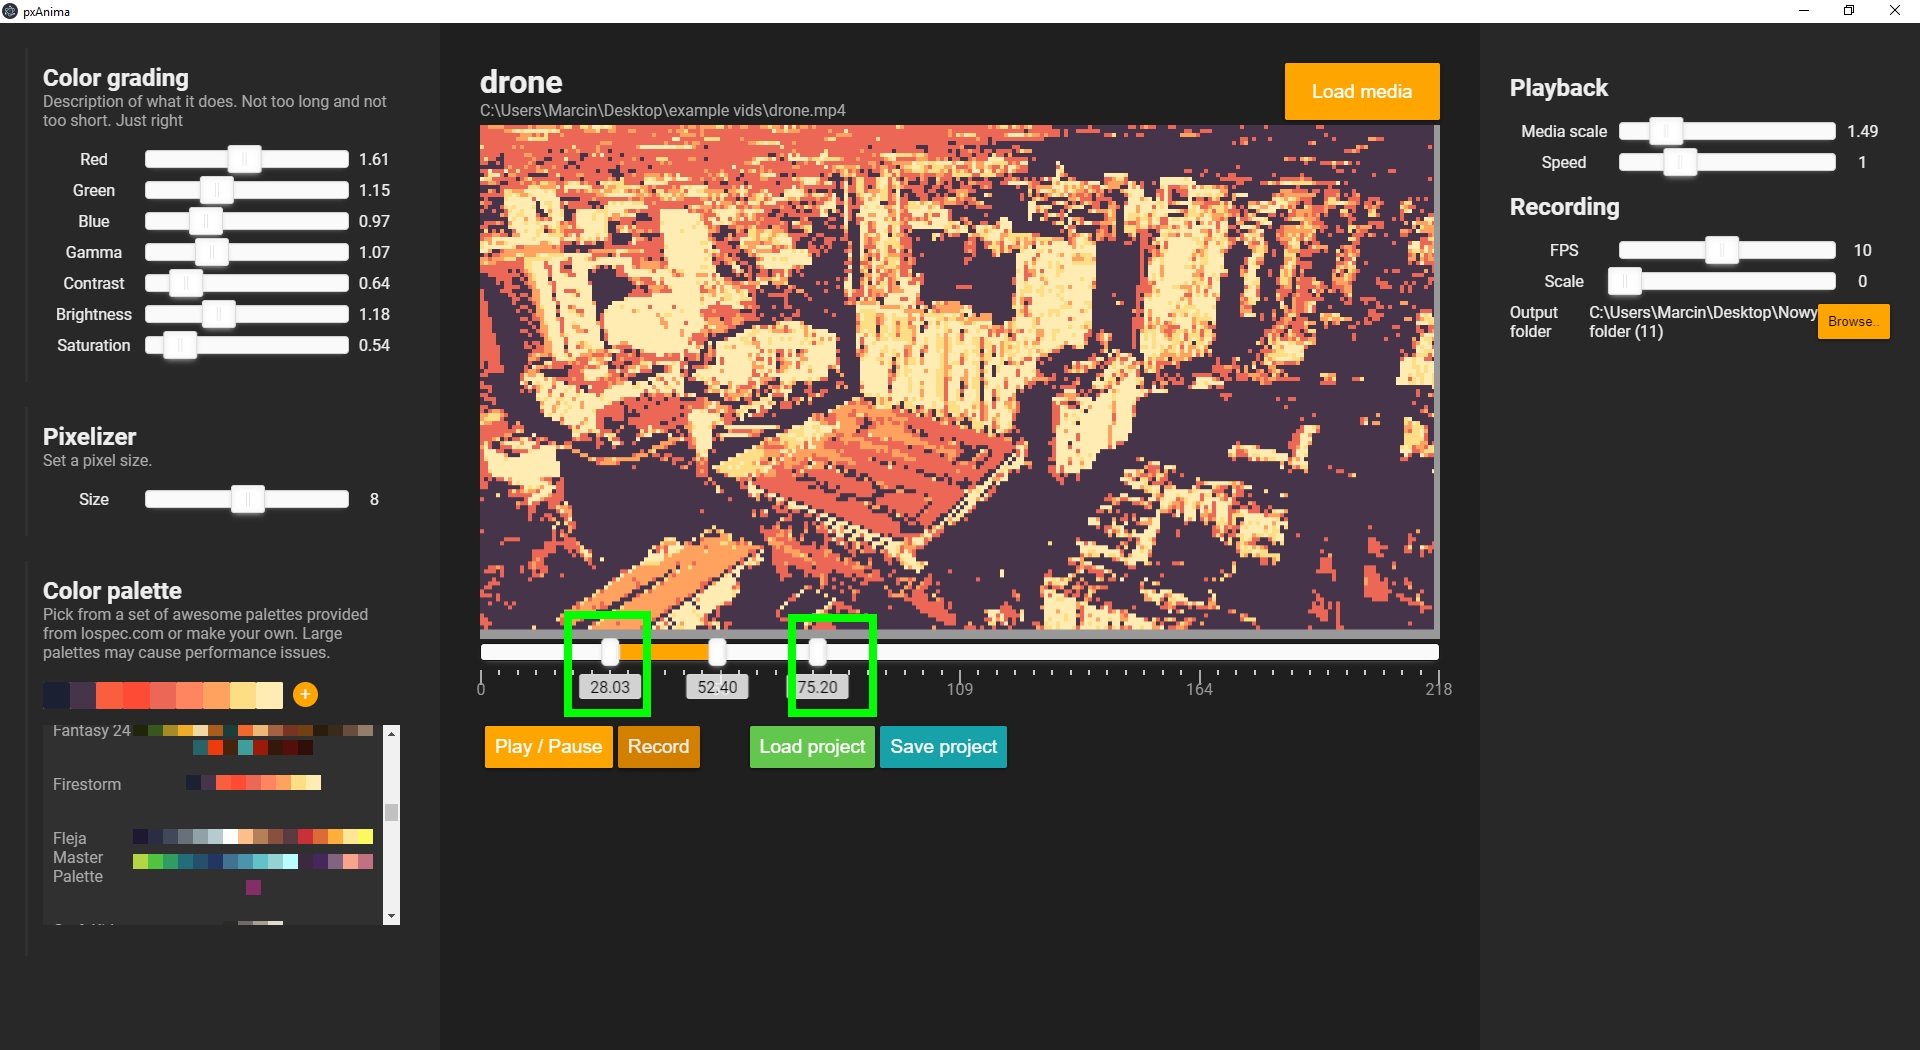 pxAnima
Color grading
Description of what it does. Not too long and not
too short. Just right
Red 1.61
Green 1.15
Blue 0.97
Gamma 1.07
Contrast 0.64
Brightness 1.18
Saturation 0.54
Pixelizer
Set a pixel size.
Size 8
Color palette
Pick from a set of awesome palettes provided
from lospec.com or make your own. Large
palettes may cause performance issues.
+
Fantasy 24
Firestorm
Fleja
Master
Palette
drone
C:\Users\Marcin\Desktop\example vids\drone.mp4
Load media
28.03 52.40 75.20
0 109 164 218
Play / Pause Record Load project Save project
Playback
Media scale 1.49
Speed 1
Recording
FPS 10
Scale 0
Output C:\Users\Marcin\Desktop\Nowy
folder folder (11)
Browse..